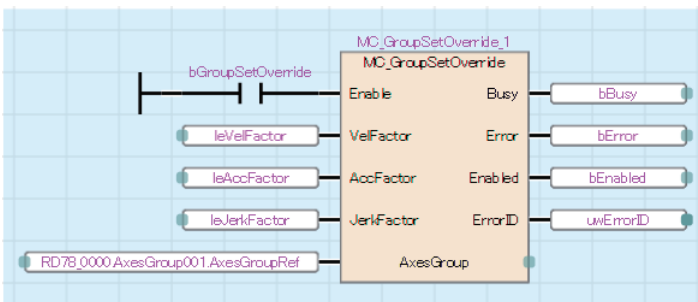 MC_GroupSetOverride_1
bGroupSetOverride MC_GroupSetOverride
Enable Busy bBusy
leVelFactor VelFactor Error bError
leAccFactor AccFactor Enabled bEnabled
leJerkFactor JerkFactor ErrorID uwErrorID
RD78_0000.AxesGroup001.AxesGroupRef AxesGroup